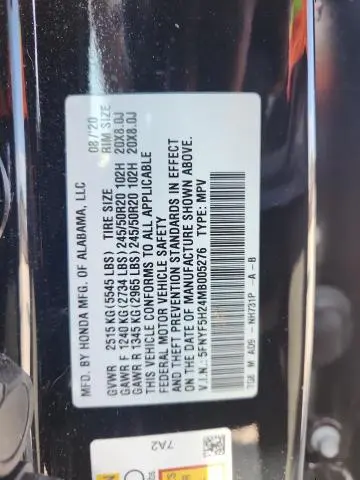 MFD. BY HONDA MFG. OF ALABAMA, LLC 08/20
GVWR 2515 KG(5545 LBS) TIRE SIZE RIM SIZE
GAWR F 1240 KG(2734 LBS) 245/50R20 102H 20X8.0J
GAWR R 1345 KG(2965 LBS) 245/50R20 102H 20X8.0J
THIS VEHICLE CONFORMS TO ALL APPLICABLE
FEDERAL MOTOR VEHICLE SAFETY
AND THEFT PREVENTION STANDARDS IN EFFECT
ON THE DATE OF MANUFACTURE SHOWN ABOVE.
V.I.N.: 5FNYF5H24MB005276 TYPE: MPV
TG8 M A09 - NH731P -A -B
7A2